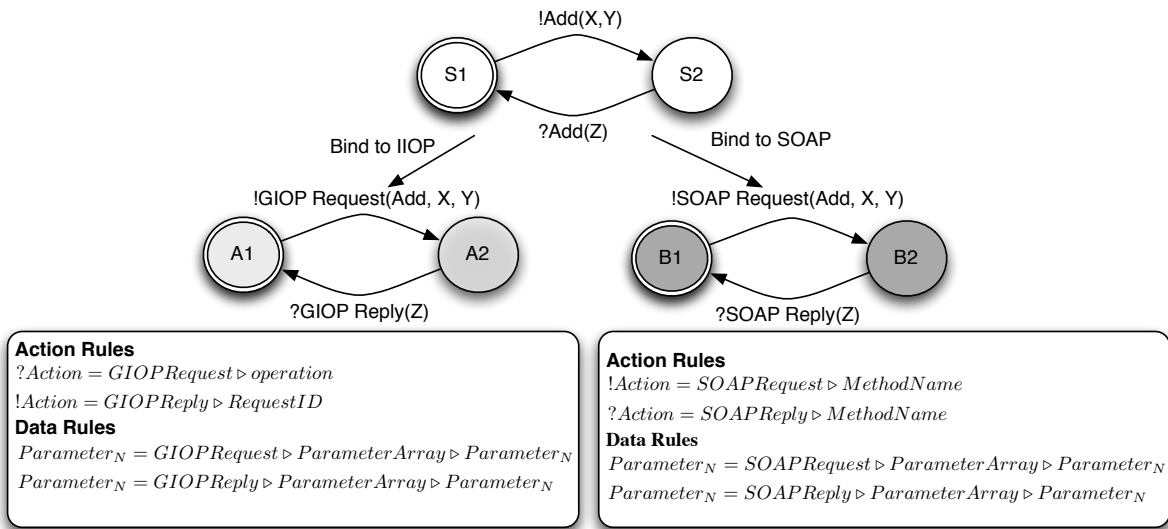 !Add(X,Y)
S1
S2
?Add(Z)
Bind to IIOP
Bind to SOAP
!GIOP Request(Add, X, Y)
A1
A2
?GIOP Reply(Z)
!SOAP Request(Add, X, Y)
B1
B2
?SOAP Reply(Z)
Action Rules
?Action = GIOPRequest ▹ operation
!Action = GIOPReply ▹ RequestID
Data Rules
Parameter_N = GIOPRequest ▹ ParameterArray ▹ Parameter_N
Parameter_N = GIOPReply ▹ ParameterArray ▹ Parameter_N
Action Rules
!Action = SOAPRequest ▹ MethodName
?Action = SOAPReply ▹ MethodName
Data Rules
Parameter_N = SOAPRequest ▹ ParameterArray ▹ Parameter_N
Parameter_N = SOAPReply ▹ ParameterArray ▹ Parameter_N